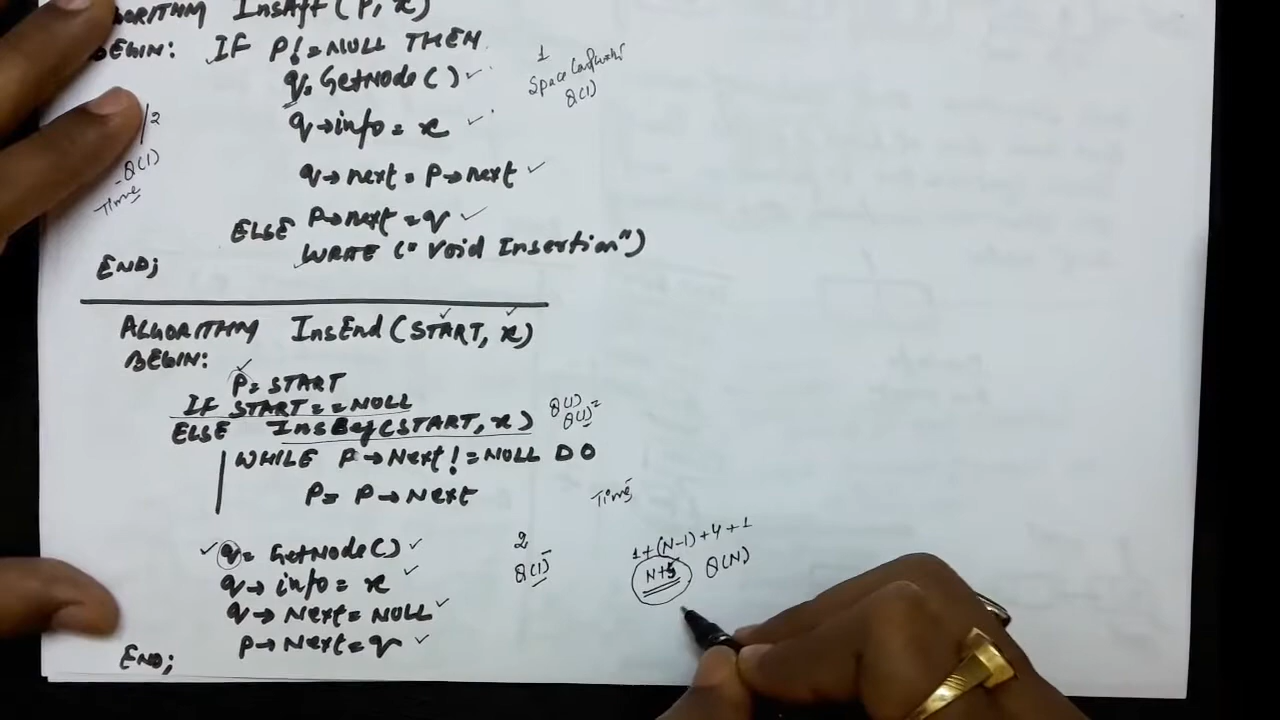 ALGORITHM InsAft(P, x)
BEGIN: IF P!=NULL THEN
q=GetNode()
q→info=x
q→next=P→next
P→next=q
ELSE
WRITE ("Void Insertion")
END;
1
Space
θ(1)
/2
θ(1)
Time
ALGORITHM InsEnd(START, x)
BEGIN:
P=START
IF START==NULL
InsBeg(START, x)
ELSE
WHILE P→Next!=NULL DO
P=P→Next
q=GetNode()
q→info=x
q→Next=NULL
P→Next=q
END;
θ(1)
θ(1)
2
θ(1)
Time
1+(N-1)+4+1
N+5 θ(N)